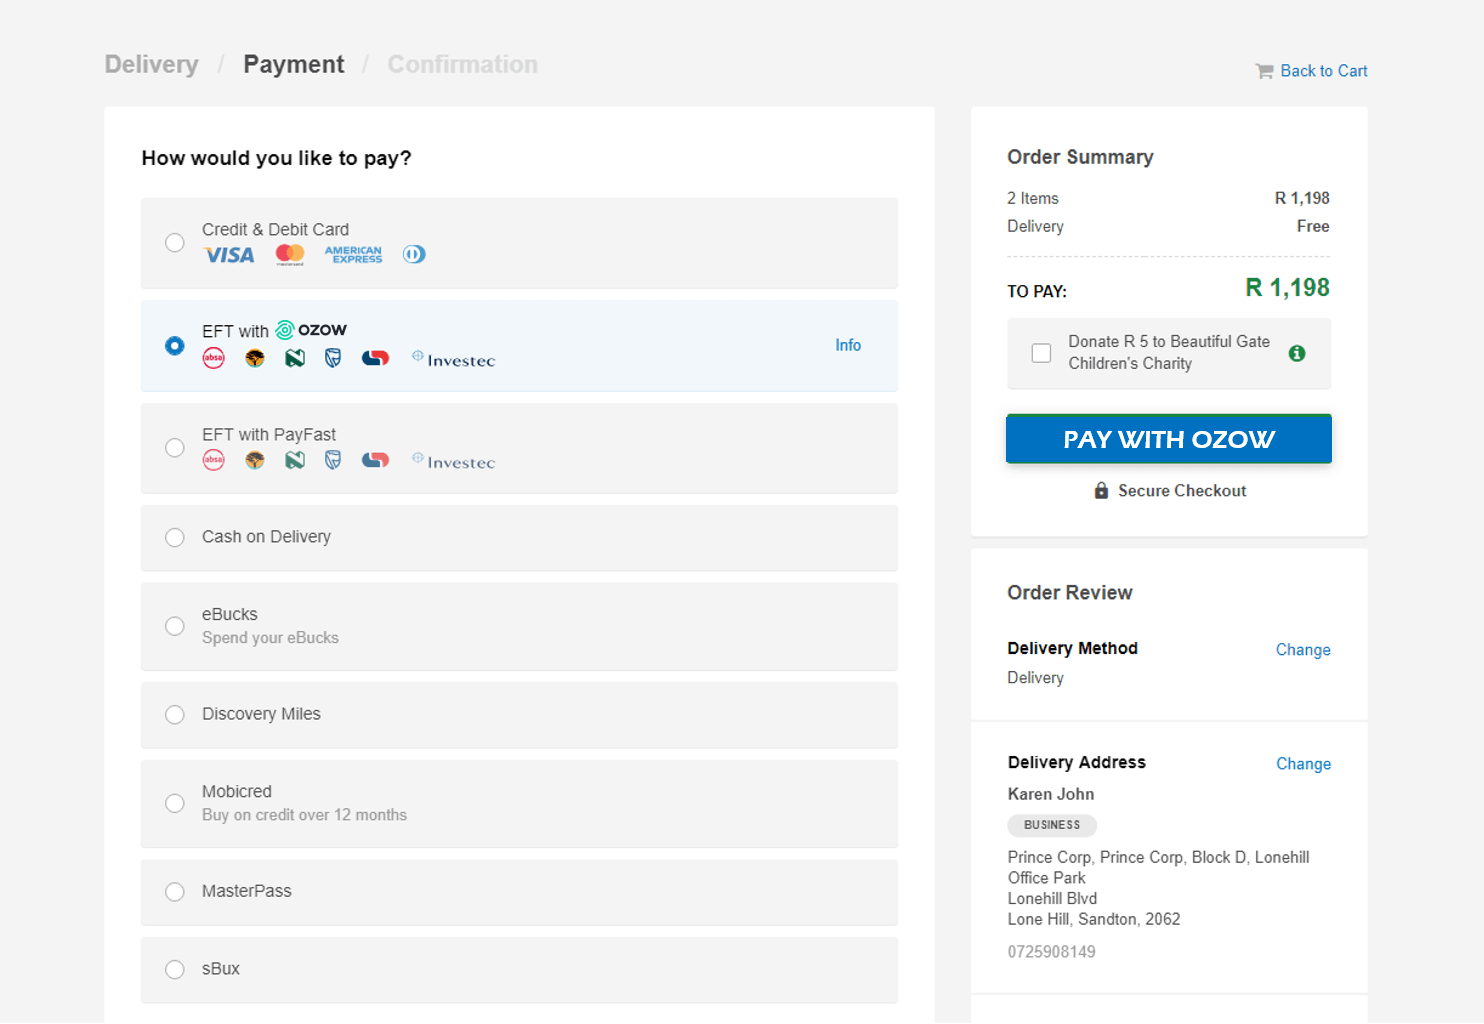 Delivery / Payment / Confirmation
Back to Cart
How would you like to pay?
Credit & Debit Card
VISA mastercard AMERICAN EXPRESS
EFT with OZOW
absa Investec
Info
EFT with PayFast
absa Investec
Cash on Delivery
eBucks
Spend your eBucks
Discovery Miles
Mobicred
Buy on credit over 12 months
MasterPass
sBux
Order Summary
2 Items R 1,198
Delivery Free
TO PAY: R 1,198
Donate R 5 to Beautiful Gate
Children's Charity
PAY WITH OZOW
Secure Checkout
Order Review
Delivery Method Change
Delivery
Delivery Address Change
Karen John
BUSINESS
Prince Corp, Prince Corp, Block D, Lonehill
Office Park
Lonehill Blvd
Lone Hill, Sandton, 2062
0725908149